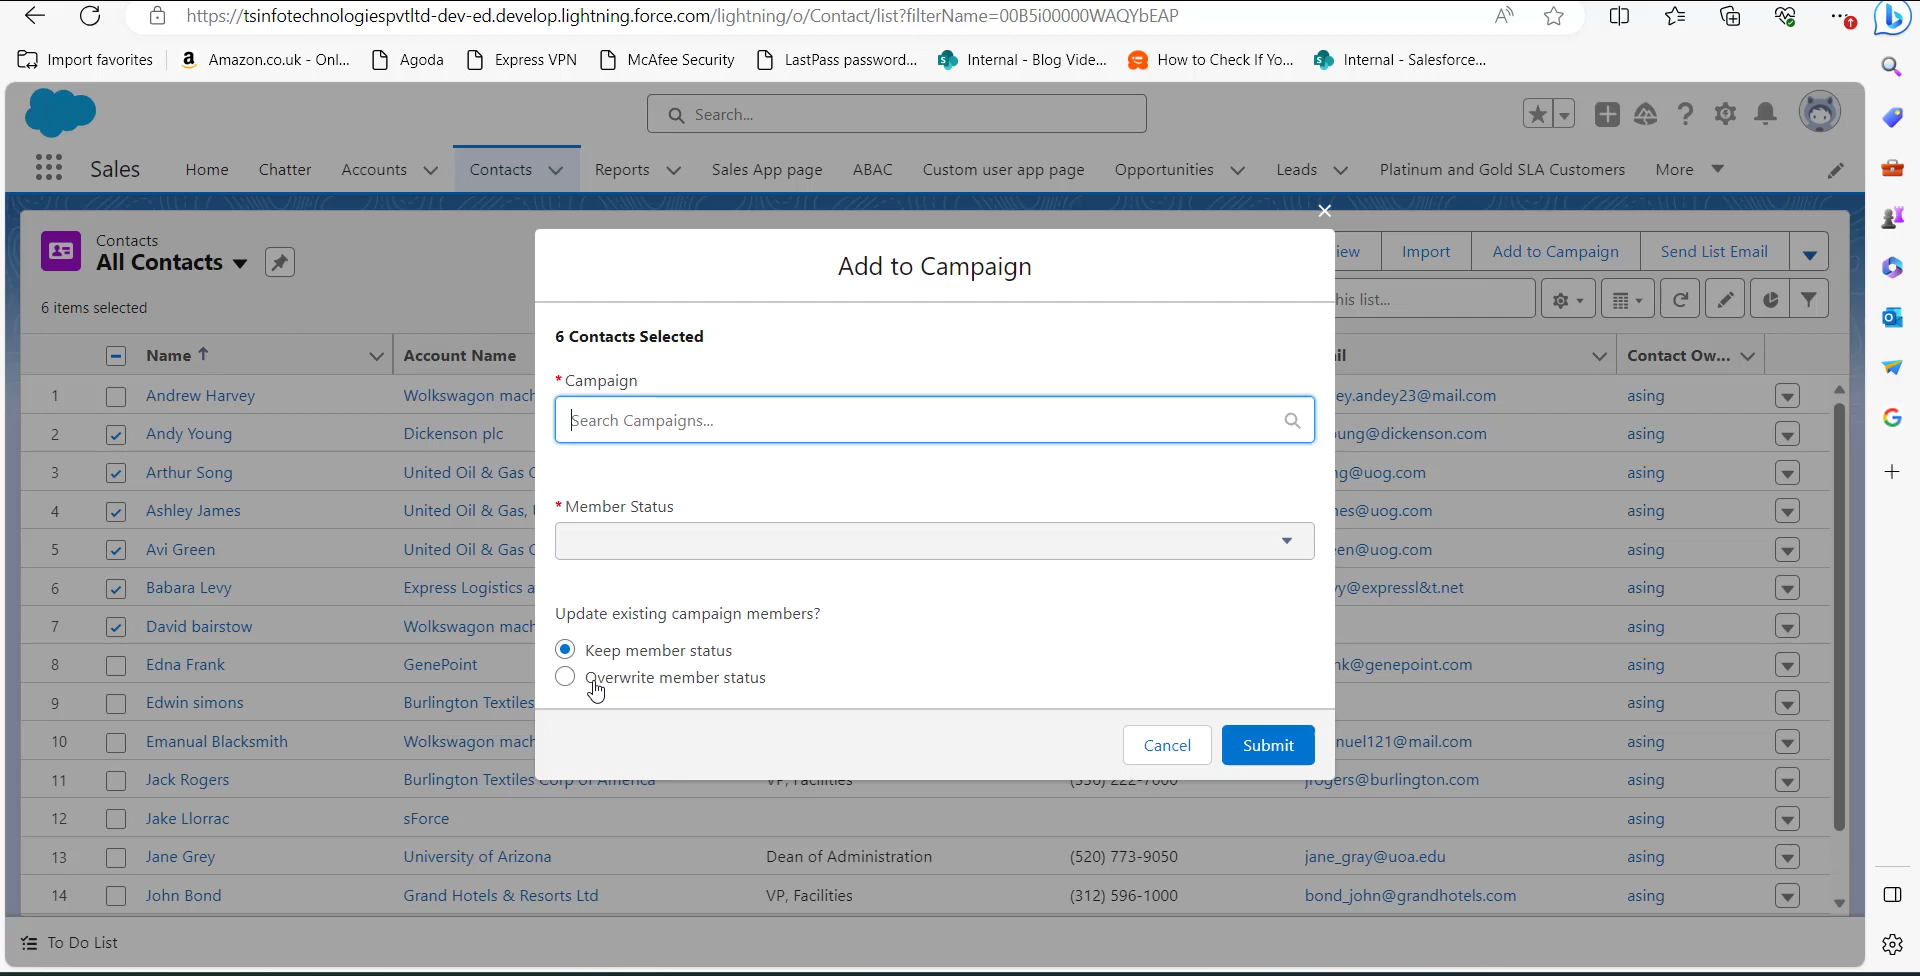 https://tsinfotechnologiespvtltd-dev-ed.develop.lightning.force.com/lightning/o/Contact/list?filterName=00B5i00000WAQYbEAP
Import favorites Amazon.co.uk - Onl... Agoda Express VPN McAfee Security LastPass password... Internal - Blog Vide... How to Check If Yo... Internal - Salesforce...
Search...
Sales Home Chatter Accounts Contacts Reports Sales App page ABAC Custom user app page Opportunities Leads Platinum and Gold SLA Customers More
Contacts
All Contacts
iew Import Add to Campaign Send List Email
6 items selected
his list...
Add to Campaign
6 Contacts Selected
* Campaign
Search Campaigns...
* Member Status
Update existing campaign members?
Keep member status
Overwrite member status
Cancel Submit
Name Account Name il Contact Ow...
1 Andrew Harvey Wolkswagon mach ey.andey23@mail.com asing
2 Andy Young Dickenson plc ung@dickenson.com asing
3 Arthur Song United Oil & Gas C ng@uog.com asing
4 Ashley James United Oil & Gas, nes@uog.com asing
5 Avi Green United Oil & Gas C en@uog.com asing
6 Babara Levy Express Logistics a vy@expressl&t.net asing
7 David bairstow Wolkswagon mach asing
8 Edna Frank GenePoint nk@genepoint.com asing
9 Edwin simons Burlington Textiles asing
10 Emanual Blacksmith Wolkswagon mach nuel121@mail.com asing
11 Jack Rogers Burlington Textiles Corp of America VP, Facilities (336) 222-7000 jrogers@burlington.com asing
12 Jake Llorrac sForce asing
13 Jane Grey University of Arizona Dean of Administration (520) 773-9050 jane_gray@uoa.edu asing
14 John Bond Grand Hotels & Resorts Ltd VP, Facilities (312) 596-1000 bond_john@grandhotels.com asing
To Do List